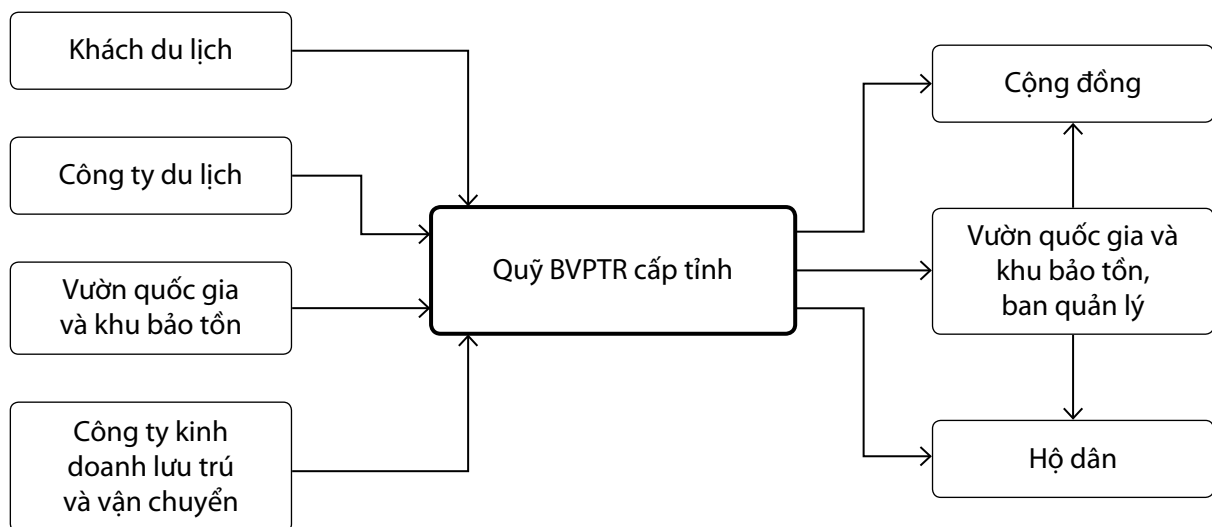 Khách du lịch
Công ty du lịch
Vườn quốc gia
và khu bảo tồn
Công ty kinh
doanh lưu trú
và vận chuyển
Quỹ BVPTR cấp tỉnh
Cộng đồng
Vườn quốc gia và
khu bảo tồn,
ban quản lý
Hộ dân